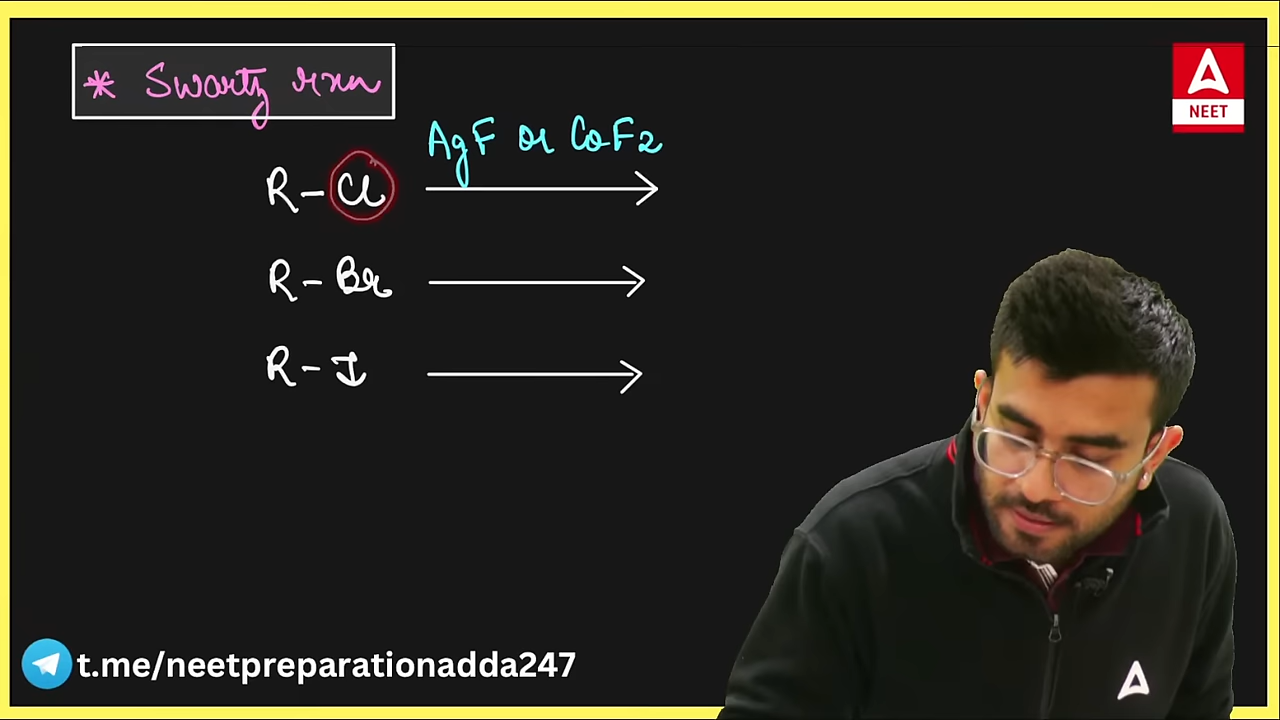 * Swartz rxn
NEET
AgF or CoF2
R-Cl
R-Br
R-I
t.me/neetpreparationadda247